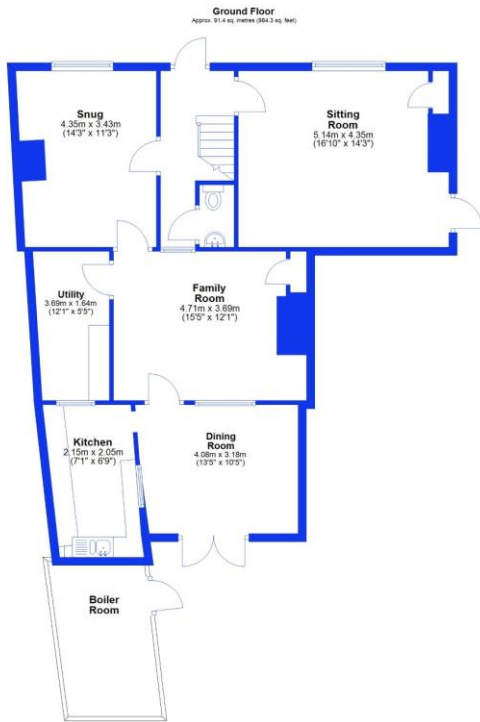 Ground Floor
Approx. 91.4 sq. metres (984.3 sq. feet)
Snug
4.35m x 3.43m
(14'3" x 11'3")
Sitting
Room
5.14m x 4.35m
(16'10" x 14'3")
Utility
3.69m x 1.64m
(12'1" x 5'5")
Family
Room
4.71m x 3.69m
(15'5" x 12'1")
Kitchen
2.15m x 2.05m
(7'1" x 6'9")
Dining
Room
4.08m x 3.18m
(13'5" x 10'5")
Boiler
Room